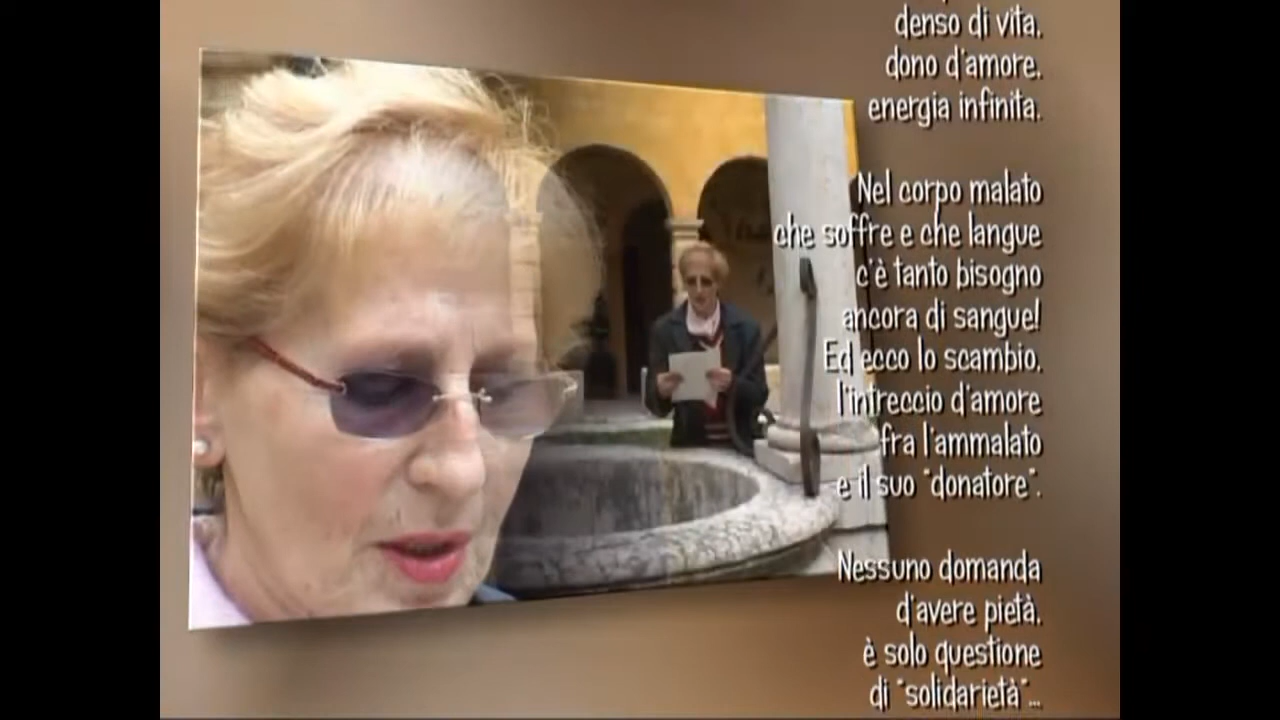 denso di vita,
dono d'amore,
energia infinita.
Nel corpo malato
che soffre e che langue
c'è tanto bisogno
ancora di sangue!
Ed ecco lo scambio,
l'intreccio d'amore
fra l'ammalato
e il suo "donatore".
Nessuno domanda
d'avere pietà,
è solo questione
di "solidarietà"...